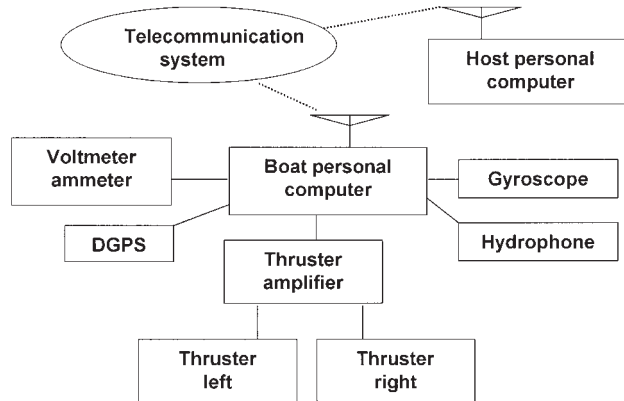 Telecommunication
system
Host personal
computer
Voltmeter
ammeter
Boat personal
computer
Gyroscope
DGPS
Hydrophone
Thruster
amplifier
Thruster
left
Thruster
right